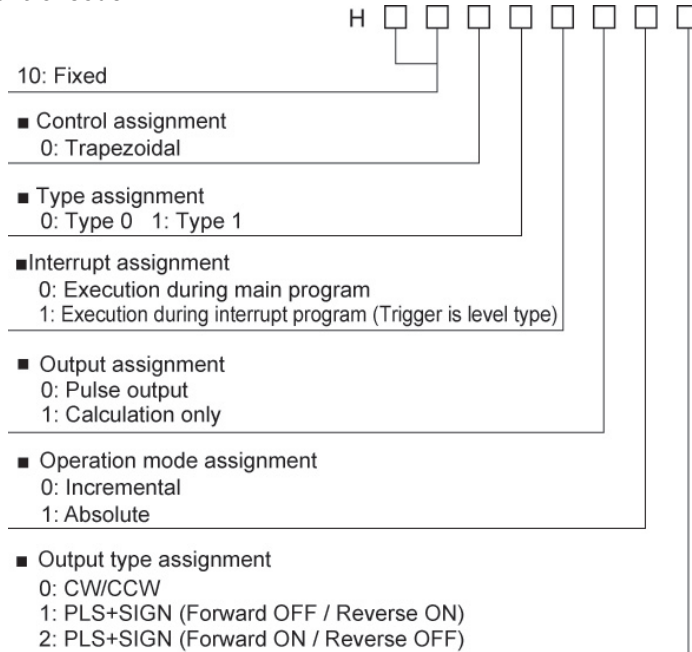 H □ □ □ □ □ □ □ □
10: Fixed
■ Control assignment
0: Trapezoidal
■ Type assignment
0: Type 0 1: Type 1
■Interrupt assignment
0: Execution during main program
1: Execution during interrupt program (Trigger is level type)
■ Output assignment
0: Pulse output
1: Calculation only
■ Operation mode assignment
0: Incremental
1: Absolute
■ Output type assignment
0: CW/CCW
1: PLS+SIGN (Forward OFF / Reverse ON)
2: PLS+SIGN (Forward ON / Reverse OFF)